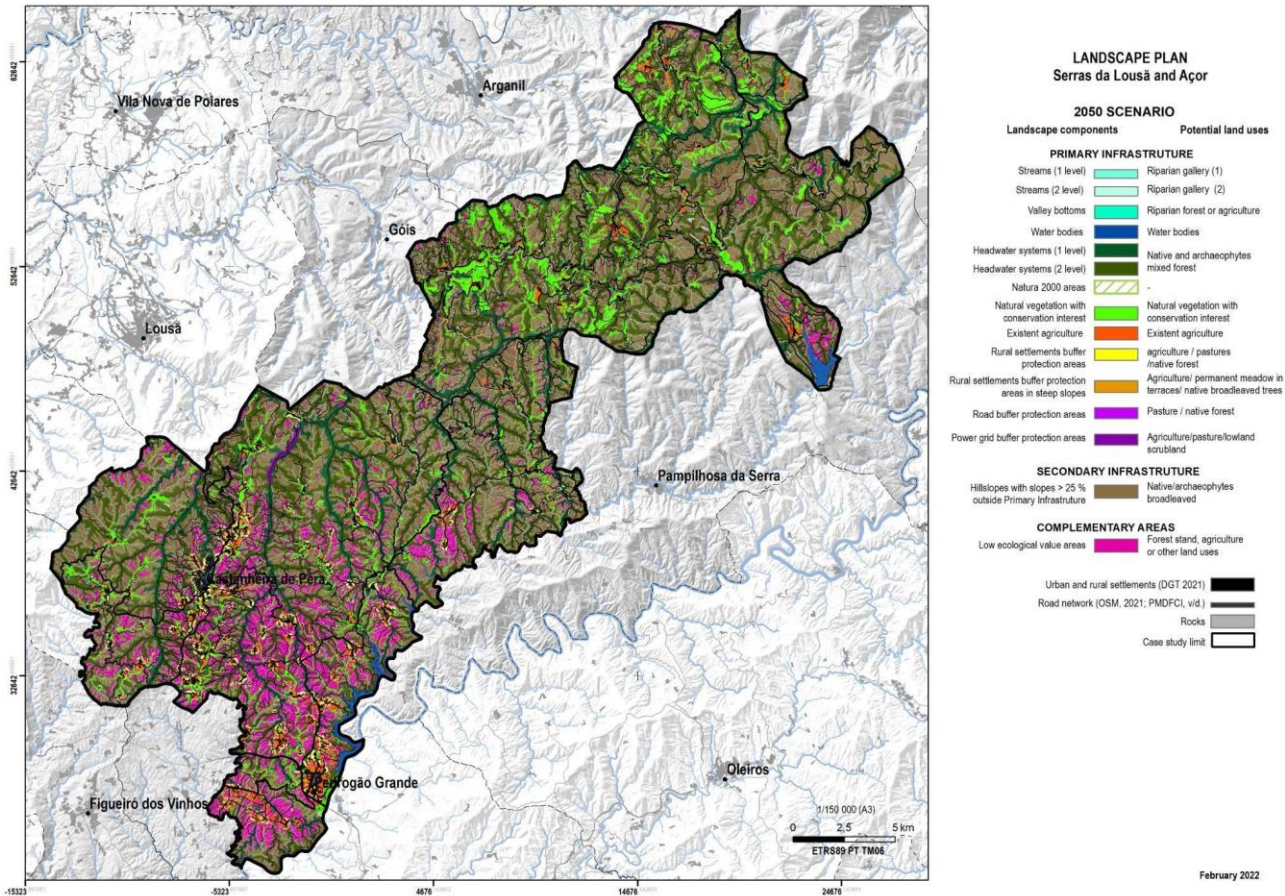 LANDSCAPE PLAN
Serras da Lousã and Açor
2050 SCENARIO
Landscape components
Potential land uses
PRIMARY INFRASTRUTURE
Streams (1 level)
Riparian gallery (1)
Streams (2 level)
Riparian gallery (2)
Valley bottoms
Riparian forest or agriculture
Water bodies
Water bodies
Headwater systems (1 level)
Headwater systems (2 level)
Native and archaeophytes
mixed forest
Natura 2000 areas
-
Natural vegetation with
conservation interest
Natural vegetation with
conservation interest
Existent agriculture
Existent agriculture
Rural settlements buffer
protection areas
agriculture / pastures
/native forest
Rural settlements buffer protection
areas in steep slopes
Agriculture/ permanent meadow in
terraces/ native broadleaved trees
Road buffer protection areas
Pasture / native forest
Power grid buffer protection areas
Agriculture/pasture/lowland
scrubland
SECONDARY INFRASTRUTURE
Hillslopes with slopes > 25 %
outside Primary Infrastruture
Native/archaeophytes
broadleaved
COMPLEMENTARY AREAS
Low ecological value areas
Forest stand, agriculture
or other land uses
Urban and rural settlements (DGT 2021)
Road network (OSM, 2021; PMDFCI, v/d.)
Rocks
Case study limit
February 2022
Vila Nova de Poiares
Arganil
Góis
Lousã
Pampilhosa da Serra
Castanheira de Pêra
Pedrógão Grande
Figueiró dos Vinhos
Oleiros
1/150 000 (A3)
0 2,5 5 km
ETRS89 PT TM06
62642
52642
42642
32642
-15323
-5323
4676
14676
24676